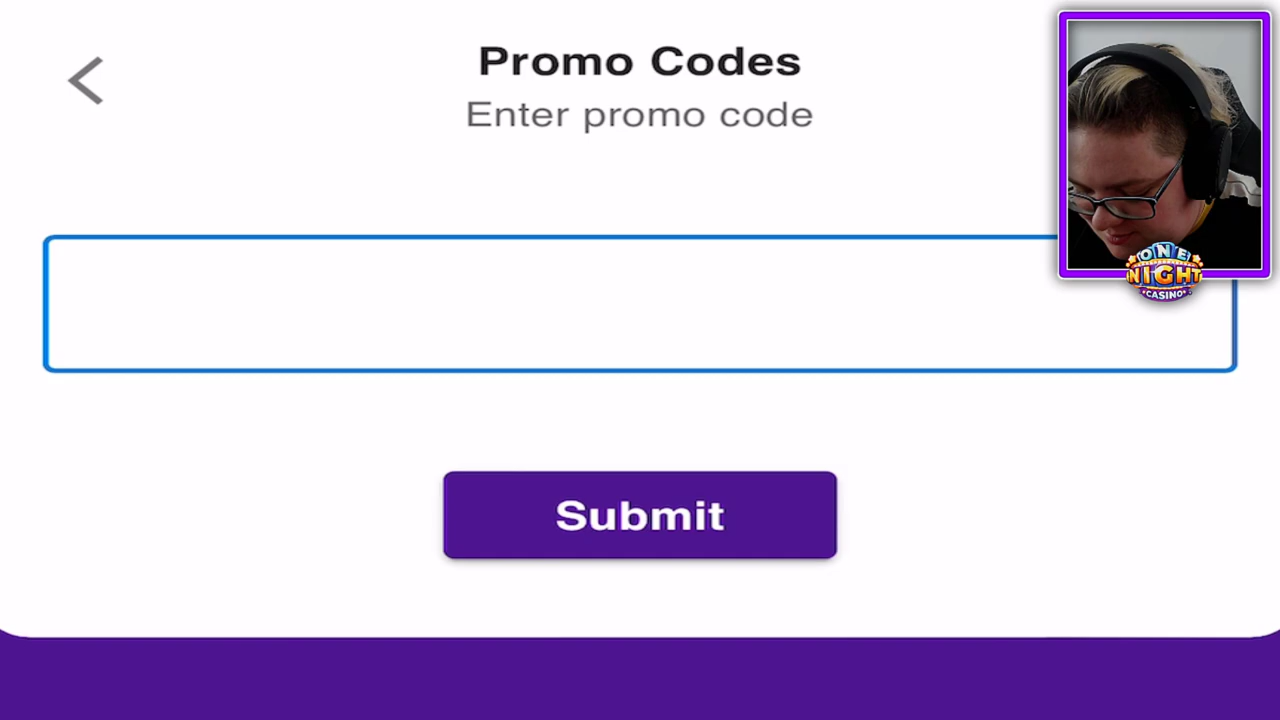 Promo Codes
Enter promo code
ONE
NIGHT
CASINO
Submit